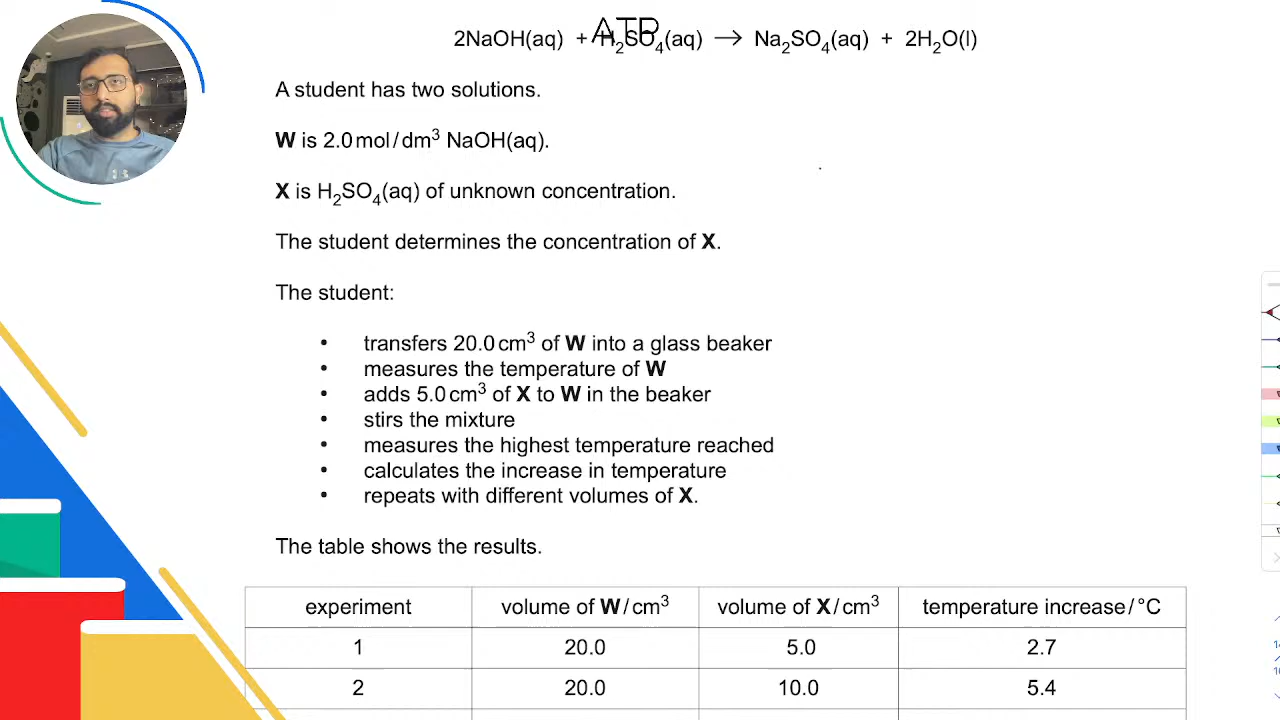 ATP
2NaOH(aq) + H₂SO₄(aq) → Na₂SO₄(aq) + 2H₂O(l)
A student has two solutions.
W is 2.0 mol/dm³ NaOH(aq).
X is H₂SO₄(aq) of unknown concentration.
The student determines the concentration of X.
The student:
• transfers 20.0 cm³ of W into a glass beaker
• measures the temperature of W
• adds 5.0 cm³ of X to W in the beaker
• stirs the mixture
• measures the highest temperature reached
• calculates the increase in temperature
• repeats with different volumes of X.
The table shows the results.
experiment volume of W/cm³ volume of X/cm³ temperature increase/°C
1 20.0 5.0 2.7
2 20.0 10.0 5.4